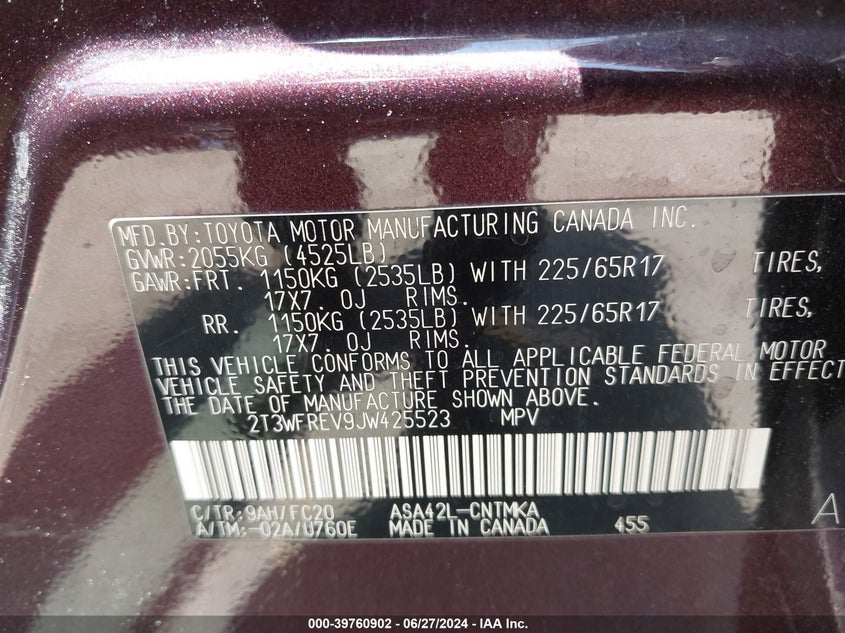 MFD.BY:TOYOTA MOTOR MANUFACTURING CANADA INC.
GVWR:2055KG (4525LB)
GAWR:FRT. 1150KG (2535LB) WITH 225/65R17 TIRES,
17X7.0J RIMS.
RR. 1150KG (2535LB) WITH 225/65R17 TIRES,
17X7.0J RIMS.
THIS VEHICLE CONFORMS TO ALL APPLICABLE FEDERAL MOTOR
VEHICLE SAFETY AND THEFT PREVENTION STANDARDS IN EFFECT
THE DATE OF MANUFACTURE SHOWN ABOVE.
2T3WFREV9JW425523 MPV
C/TR:9AH/FC20 ASA42L-CNTMKA
A/TM:-02A/U760E MADE IN CANADA 455 A
000-39760902 - 06/27/2024 - IAA Inc.